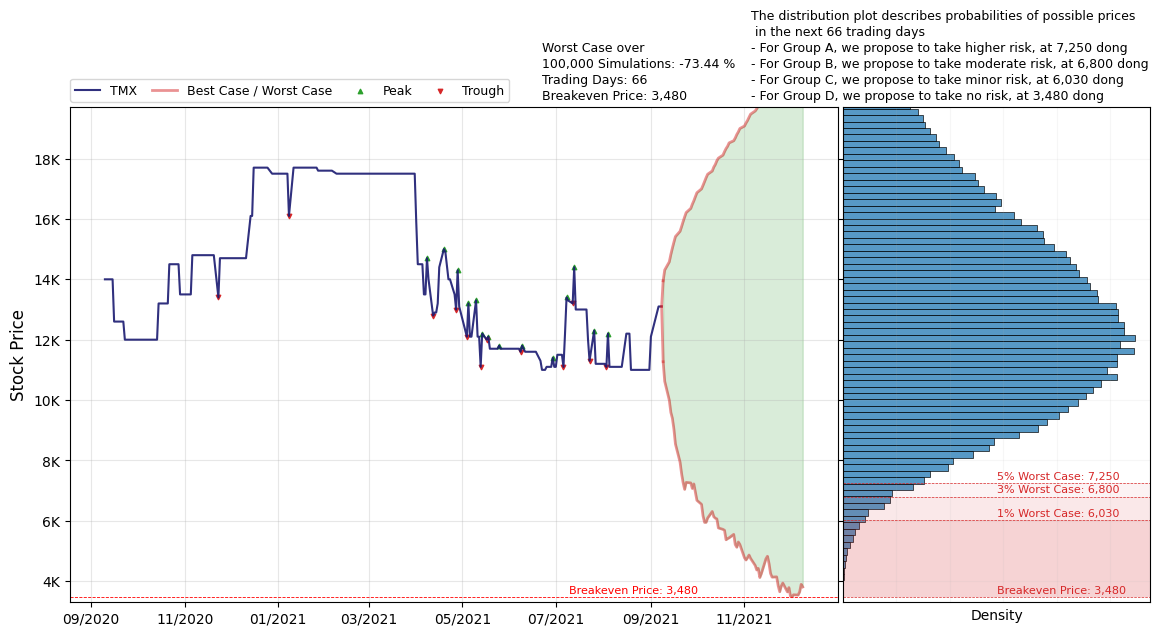 The distribution plot describes probabilities of possible prices
in the next 66 trading days
- For Group A, we propose to take higher risk, at 7,250 dong
- For Group B, we propose to take moderate risk, at 6,800 dong
- For Group C, we propose to take minor risk, at 6,030 dong
- For Group D, we propose to take no risk, at 3,480 dong
Worst Case over
100,000 Simulations: -73.44 %
Trading Days: 66
Breakeven Price: 3,480
TMX
Best Case / Worst Case
Peak
Trough
Stock Price
18K
16K
14K
12K
10K
8K
6K
4K
Breakeven Price: 3,480
09/2020
11/2020
01/2021
03/2021
05/2021
07/2021
09/2021
11/2021
5% Worst Case: 7,250
3% Worst Case: 6,800
1% Worst Case: 6,030
Breakeven Price: 3,480
Density